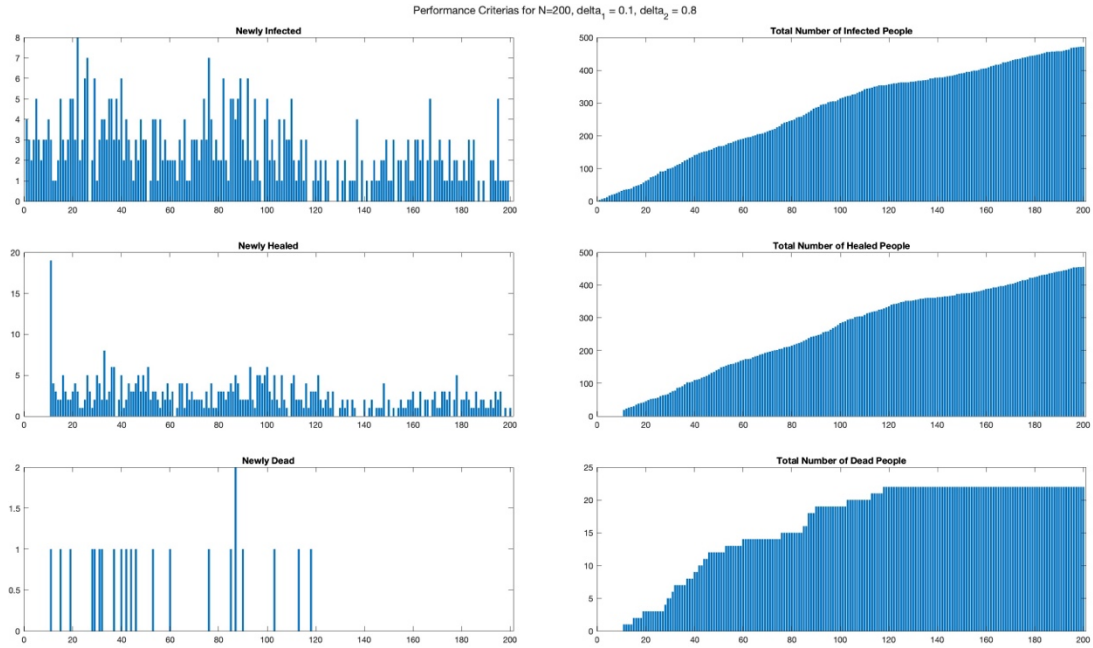 Performance Criterias for N=200, delta1 = 0.1, delta2 = 0.8
Newly Infected
8
7
6
5
4
3
2
1
0
0 20 40 60 80 100 120 140 160 180 200
Total Number of Infected People
500
400
300
200
100
0
0 20 40 60 80 100 120 140 160 180 200
Newly Healed
20
15
10
5
0
0 20 40 60 80 100 120 140 160 180 200
Total Number of Healed People
500
400
300
200
100
0
0 20 40 60 80 100 120 140 160 180 200
Newly Dead
2
1.5
1
0.5
0
0 20 40 60 80 100 120 140 160 180 200
Total Number of Dead People
25
20
15
10
5
0
0 20 40 60 80 100 120 140 160 180 200